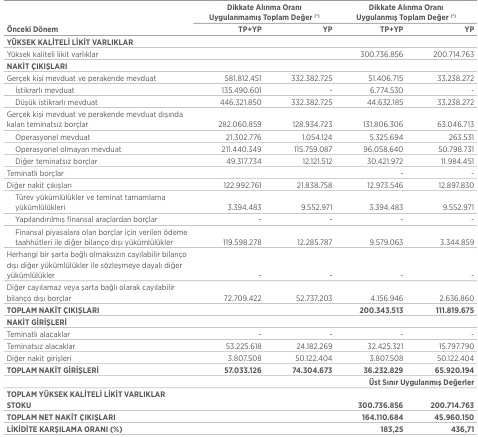 Dikkate Alınma Oranı Dikkate Alınma Oranı
Uygulanmamış Toplam Değer (*) Uygulanmış Toplam Değer (*)
Önceki Dönem TP+YP YP TP+YP YP
YÜKSEK KALİTELİ LİKİT VARLIKLAR
Yüksek kaliteli likit varlıklar 300.736.856 200.714.763
NAKİT ÇIKIŞLARI
Gerçek kişi mevduat ve perakende mevduat 581.812.451 332.382.725 51.406.715 33.238.272
İstikrarlı mevduat 135.490.601 - 6.774.530 -
Düşük istikrarlı mevduat 446.321.850 332.382.725 44.632.185 33.238.272
Gerçek kişi mevduat ve perakende mevduat dışında
kalan teminatsız borçlar 282.060.859 128.934.723 131.806.306 63.046.713
Operasyonel mevduat 21.302.776 1.054.124 5.325.694 263.531
Operasyonel olmayan mevduat 211.440.349 115.759.087 96.058.640 50.798.731
Diğer teminatsız borçlar 49.317.734 12.121.512 30.421.972 11.984.451
Teminatlı borçlar - -
Diğer nakit çıkışları 122.992.761 21.838.758 12.973.546 12.897.830
Türev yükümlülükler ve teminat tamamlama
yükümlülükleri 3.394.483 9.552.971 3.394.483 9.552.971
Yapılandırılmış finansal araçlardan borçlar - - - -
Finansal piyasalara olan borçlar için verilen ödeme
taahhütleri ile diğer bilanço dışı yükümlülükler 119.598.278 12.285.787 9.579.063 3.344.859
Herhangi bir şarta bağlı olmaksızın cayılabilir bilanço
dışı diğer yükümlülükler ile sözleşmeye dayalı diğer
yükümlülükler - - - -
Diğer cayılamaz veya şarta bağlı olarak cayılabilir
bilanço dışı borçlar 72.709.422 52.737.203 4.156.946 2.636.860
TOPLAM NAKİT ÇIKIŞLARI 200.343.513 111.819.675
NAKİT GİRİŞLERİ
Teminatlı alacaklar - - - -
Teminatsız alacaklar 53.225.618 24.182.269 32.425.321 15.797.790
Diğer nakit girişleri 3.807.508 50.122.404 3.807.508 50.122.404
TOPLAM NAKİT GİRİŞLERİ 57.033.126 74.304.673 36.232.829 65.920.194
Üst Sınır Uygulanmış Değerler
TOPLAM YÜKSEK KALİTELİ LİKİT VARLIKLAR
STOKU 300.736.856 200.714.763
TOPLAM NET NAKİT ÇIKIŞLARI 164.110.684 45.960.150
LİKİDİTE KARŞILAMA ORANI (%) 183,25 436,71